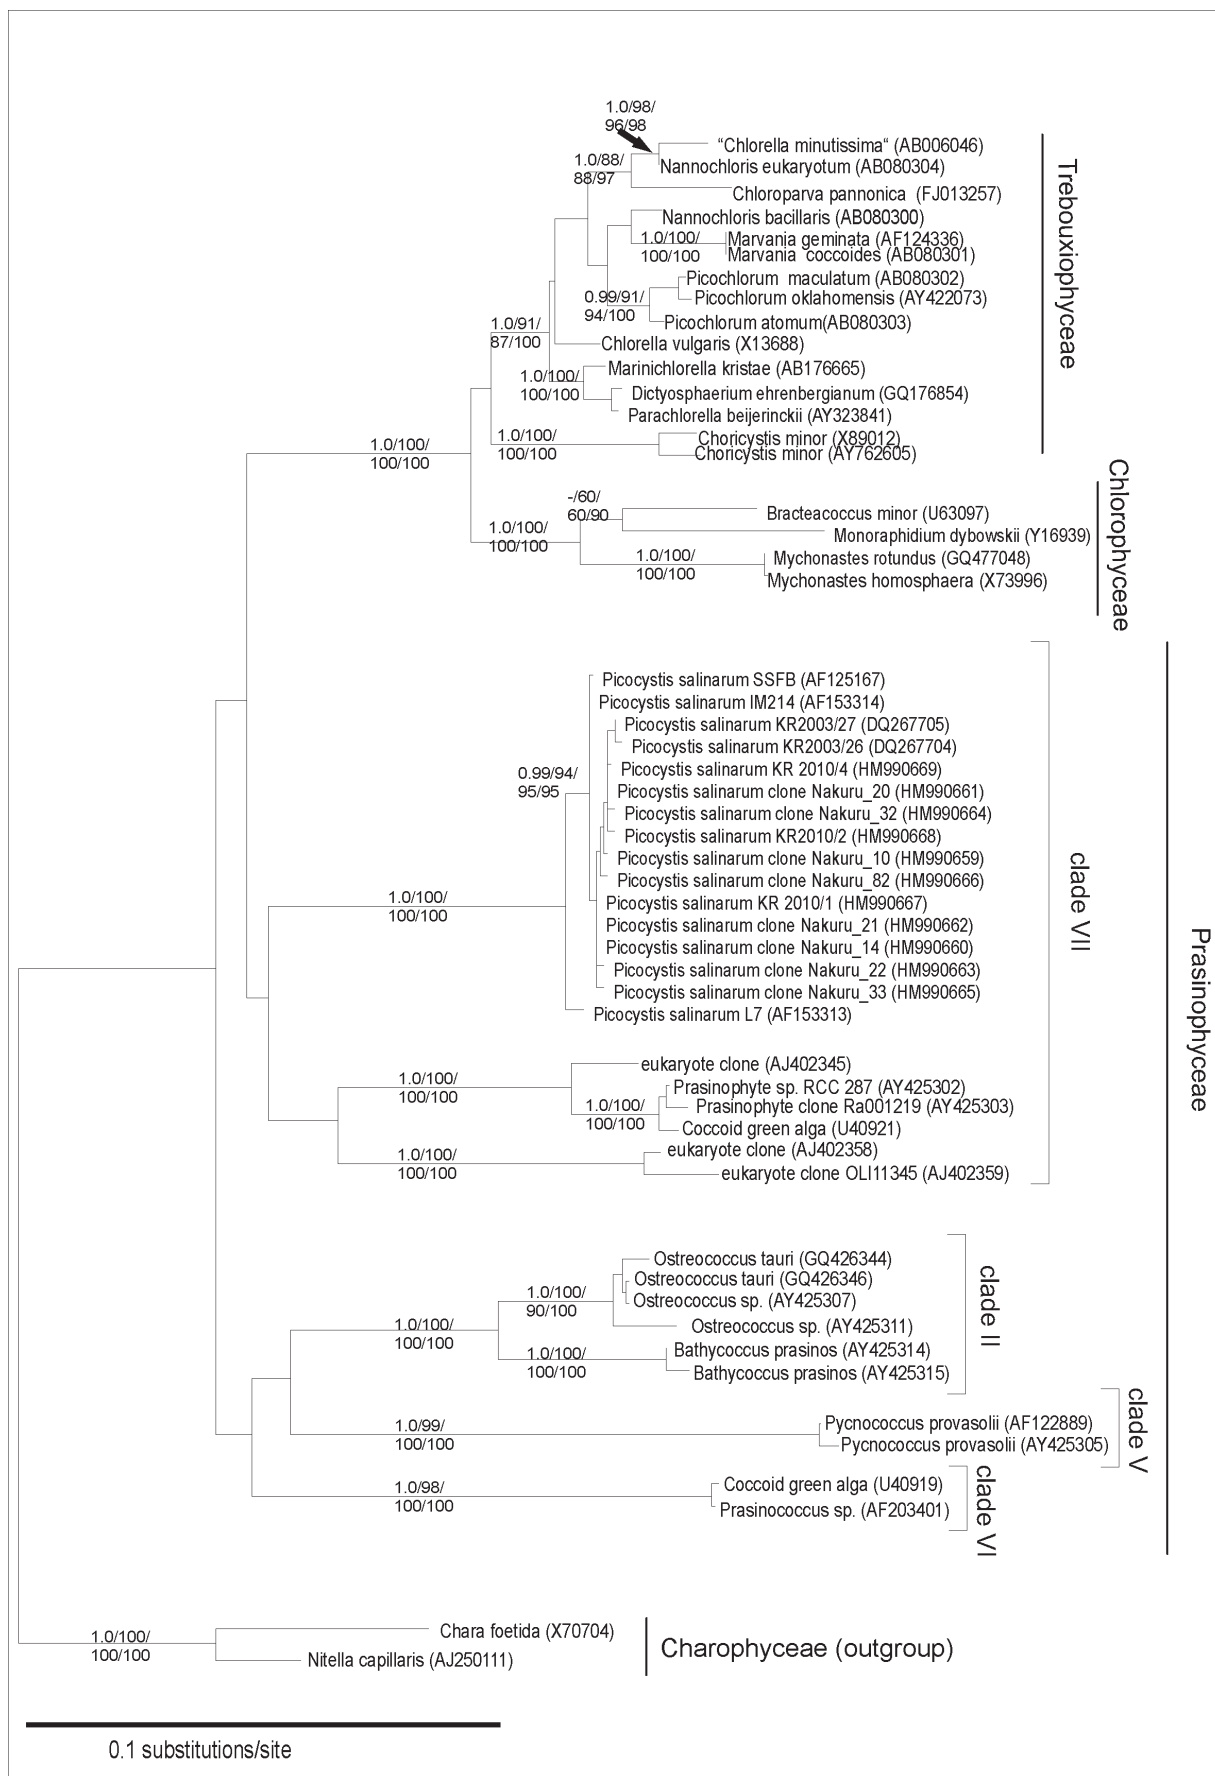 1.0/98/
96/98
"Chlorella minutissima" (AB006046)
1.0/88/
88/97
Nannochloris eukaryotum (AB080304)
Chloroparva pannonica (FJ013257)
Nannochloris bacillaris (AB080300)
1.0/100/
100/100
Marvania geminata (AF124336)
Marvania coccoides (AB080301)
Picochlorum maculatum (AB080302)
0.99/91/
94/100
Picochlorum oklahomensis (AY422073)
Picochlorum atomum(AB080303)
1.0/91/
87/100
Chlorella vulgaris (X13688)
Marinichlorella kristae (AB176665)
1.0/100/
100/100
Dictyosphaerium ehrenbergianum (GQ176854)
Parachlorella beijerinckii (AY323841)
1.0/100/
100/100
Choricystis minor (X89012)
Choricystis minor (AY762605)
Trebouxiophyceae
1.0/100/
100/100
-/60/
60/90
Bracteacoccus minor (U63097)
1.0/100/
100/100
Monoraphidium dybowskii (Y16939)
1.0/100/
100/100
Mychonastes rotundus (GQ477048)
Mychonastes homosphaera (X73996)
Chlorophyceae
Picocystis salinarum SSFB (AF125167)
Picocystis salinarum IM214 (AF153314)
Picocystis salinarum KR2003/27 (DQ267705)
Picocystis salinarum KR2003/26 (DQ267704)
0.99/94/
95/95
Picocystis salinarum KR 2010/4 (HM990669)
Picocystis salinarum clone Nakuru_20 (HM990661)
Picocystis salinarum clone Nakuru_32 (HM990664)
Picocystis salinarum KR2010/2 (HM990668)
Picocystis salinarum clone Nakuru_10 (HM990659)
Picocystis salinarum clone Nakuru_82 (HM990666)
1.0/100/
100/100
Picocystis salinarum KR 2010/1 (HM990667)
Picocystis salinarum clone Nakuru_21 (HM990662)
Picocystis salinarum clone Nakuru_14 (HM990660)
Picocystis salinarum clone Nakuru_22 (HM990663)
Picocystis salinarum clone Nakuru_33 (HM990665)
Picocystis salinarum L7 (AF153313)
eukaryote clone (AJ402345)
1.0/100/
100/100
Prasinophyte sp. RCC 287 (AY425302)
1.0/100/
100/100
Prasinophyte clone Ra001219 (AY425303)
Coccoid green alga (U40921)
1.0/100/
100/100
eukaryote clone (AJ402358)
eukaryote clone OLI11345 (AJ402359)
clade VII
Prasinophyceae
Ostreococcus tauri (GQ426344)
Ostreococcus tauri (GQ426346)
1.0/100/
90/100
Ostreococcus sp. (AY425307)
Ostreococcus sp. (AY425311)
1.0/100/
100/100
1.0/100/
100/100
Bathycoccus prasinos (AY425314)
Bathycoccus prasinos (AY425315)
clade II
1.0/99/
100/100
Pycnococcus provasolii (AF122889)
Pycnococcus provasolii (AY425305)
clade V
1.0/98/
100/100
Coccoid green alga (U40919)
Prasinococcus sp. (AF203401)
clade VI
1.0/100/
100/100
Chara foetida (X70704)
Nitella capillaris (AJ250111)
Charophyceae (outgroup)
0.1 substitutions/site